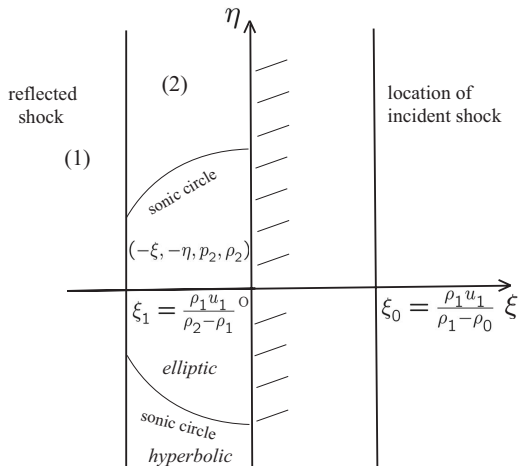 η
(2)
reflected
shock
location of
incident shock
(1)
sonic circle
(−ξ, −η, p₂, ρ₂)
ξ₁ = ρ₁u₁/(ρ₂−ρ₁)
O
ξ₀ = ρ₁u₁/(ρ₁−ρ₀)
ξ
elliptic
sonic circle
hyperbolic